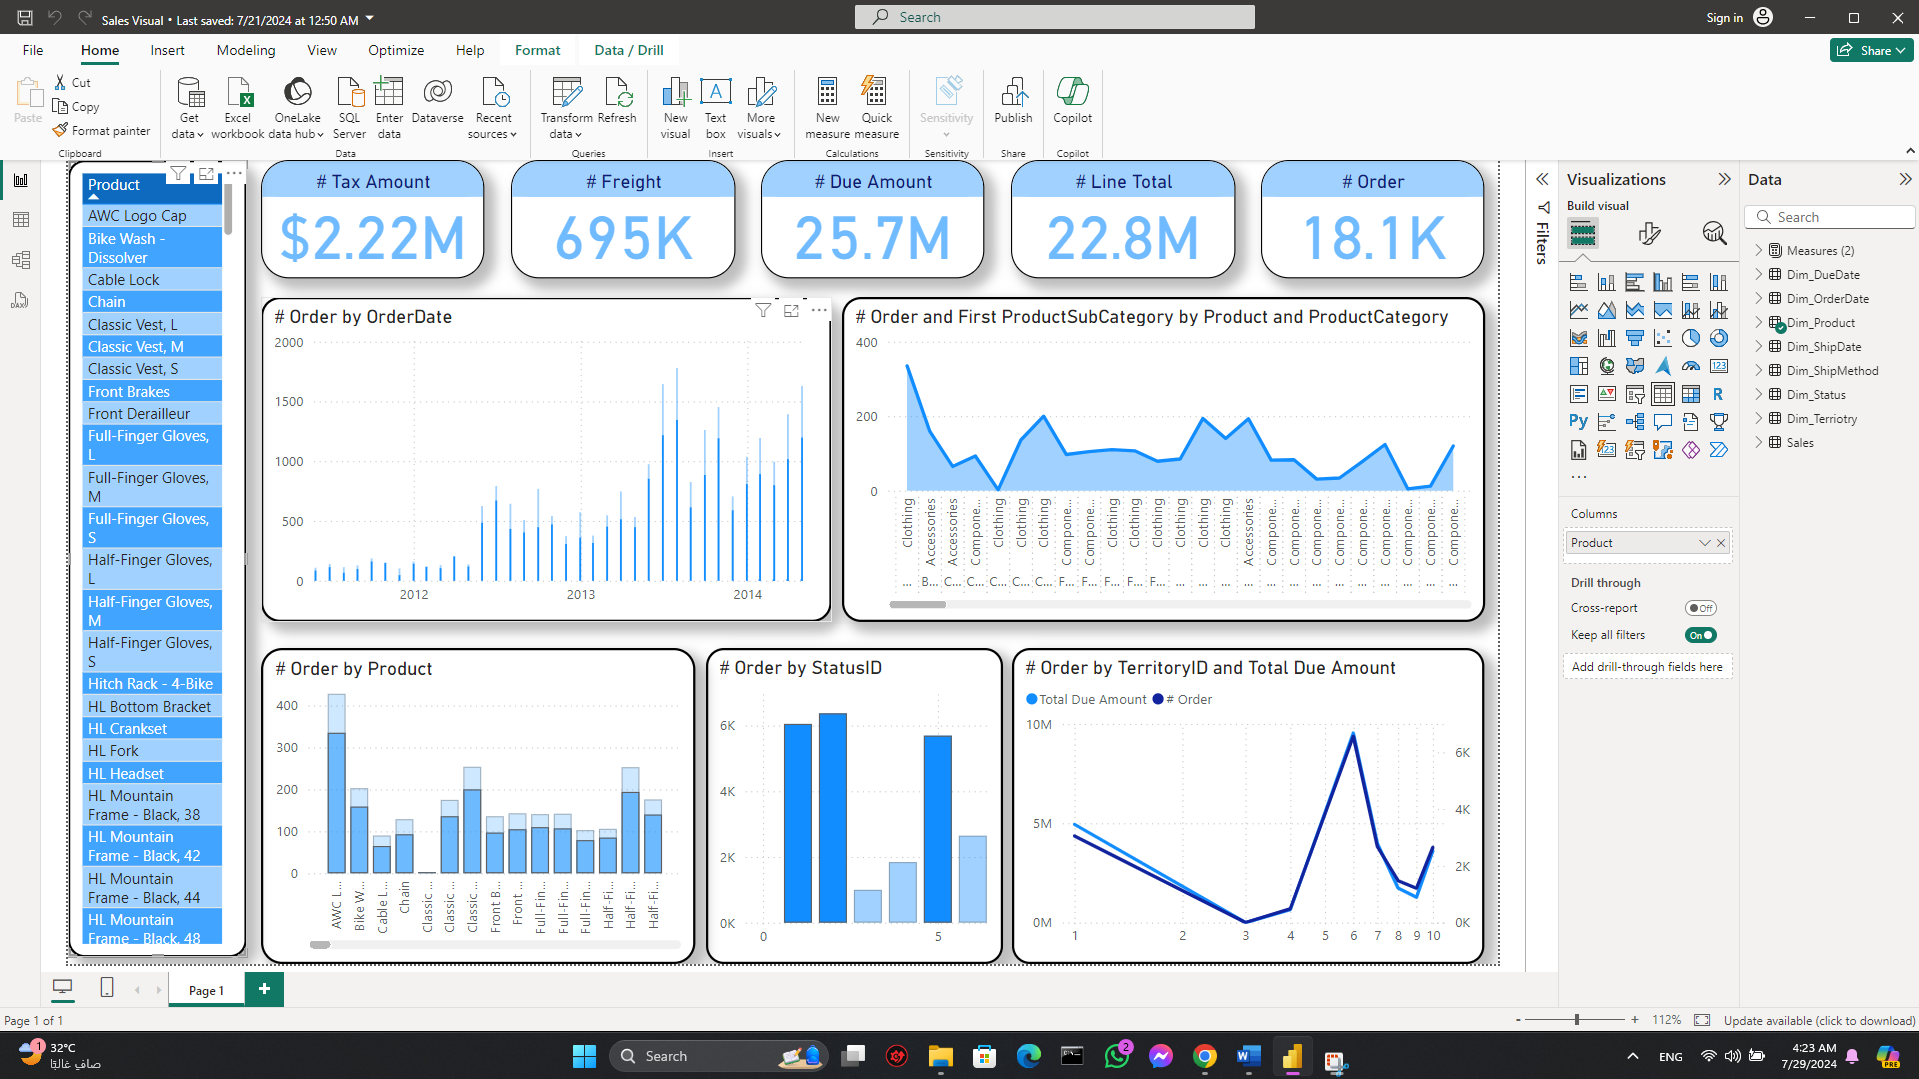 Sales Visual • Last saved: 7/21/2024 at 12:50 AM
Search
Sign in
File
Home
Insert
Modeling
View
Optimize
Help
Format
Data / Drill
Share
Paste
Cut
Copy
Format painter
Clipboard
Get data
Excel workbook
OneLake data hub
SQL Server
Enter data
Dataverse
Recent sources
Data
Transform data
Refresh
Queries
New visual
Text box
More visuals
Insert
New measure
Quick measure
Calculations
Sensitivity
Sensitivity
Publish
Share
Copilot
Copilot
Product
AWC Logo Cap
Bike Wash -
Dissolver
Cable Lock
Chain
Classic Vest, L
Classic Vest, M
Classic Vest, S
Front Brakes
Front Derailleur
Full-Finger Gloves,
L
Full-Finger Gloves,
M
Full-Finger Gloves,
S
Half-Finger Gloves,
L
Half-Finger Gloves,
M
Half-Finger Gloves,
S
Hitch Rack - 4-Bike
HL Bottom Bracket
HL Crankset
HL Fork
HL Headset
HL Mountain
Frame - Black, 38
HL Mountain
Frame - Black, 42
HL Mountain
Frame - Black, 44
HL Mountain
Frame - Black, 48
# Tax Amount
$2.22M
# Freight
695K
# Due Amount
25.7M
# Line Total
22.8M
# Order
18.1K
# Order by OrderDate
2000
1500
1000
500
0
2012 2013 2014
# Order and First ProductSubCategory by Product and ProductCategory
400
200
0
Clothing Accessories Accessories Compone... Clothing Clothing Clothing Compone... Compone... Clothing Clothing Clothing Clothing Clothing Clothing Accessories Compone... Compone... Compone... Compone... Compone... Compone... Compone... Compone... Compone...
... B... C... C... C... C... C... F... F... F... F... F... ... ... ... ... ... ... ... ... ... ... ... ... ...
# Order by Product
400
300
200
100
0
AWC L... Bike W... Cable L... Chain Classic ... Classic ... Classic ... Front B... Front ... Full-Fin... Full-Fin... Full-Fin... Half-Fi... Half-Fi... Half-Fi...
# Order by StatusID
6K
4K
2K
0K
0 5
# Order by TerritoryID and Total Due Amount
Total Due Amount # Order
10M
5M
0M
6K
4K
2K
0K
1 2 3 4 5 6 7 8 9 10
Filters
Visualizations
Build visual
123
R
Py
123
...
Columns
Product
Drill through
Cross-report
Off
Keep all filters
On
Add drill-through fields here
Data
Search
Measures (2)
Dim_DueDate
Dim_OrderDate
Dim_Product
Dim_ShipDate
Dim_ShipMethod
Dim_Status
Dim_Terriotry
Sales
DAX
Page 1
Page 1 of 1
- + 112%
Update available (click to download)
1
32°C
صافٍ غالبًا
Search
2
W
ENG
4:23 AM
7/29/2024
PRE